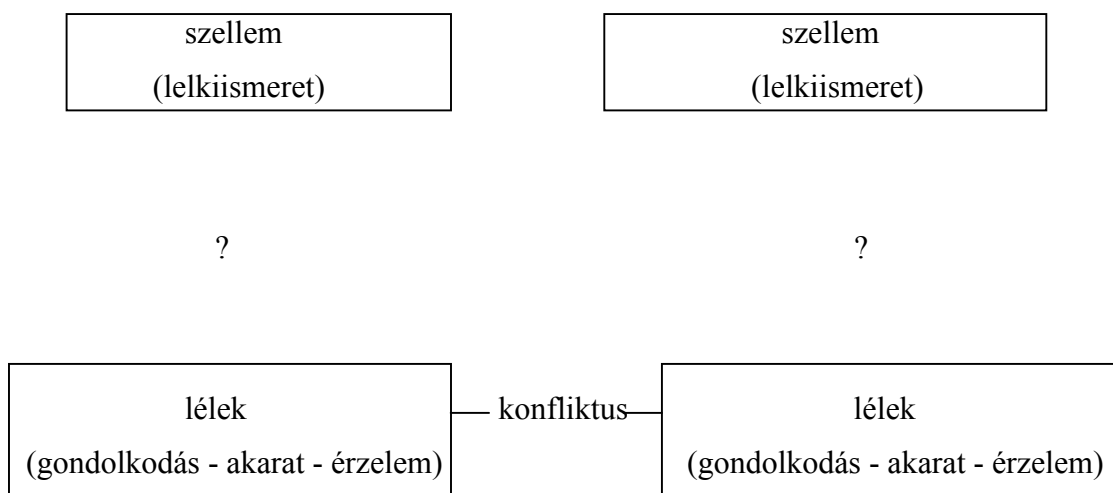 szellem
(lelkiismeret)
szellem
(lelkiismeret)
?
?
lélek
(gondolkodás - akarat - érzelem)
konfliktus
lélek
(gondolkodás - akarat - érzelem)